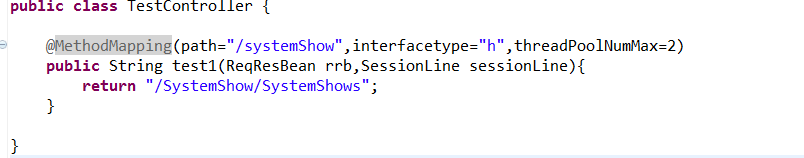 public class TestController {
@MethodMapping(path="/systemShow",interfacetype="h",threadPoolNumMax=2)
public String test1(ReqResBean rrb,SessionLine sessionLine){
return "/SystemShow/SystemShows";
}
}